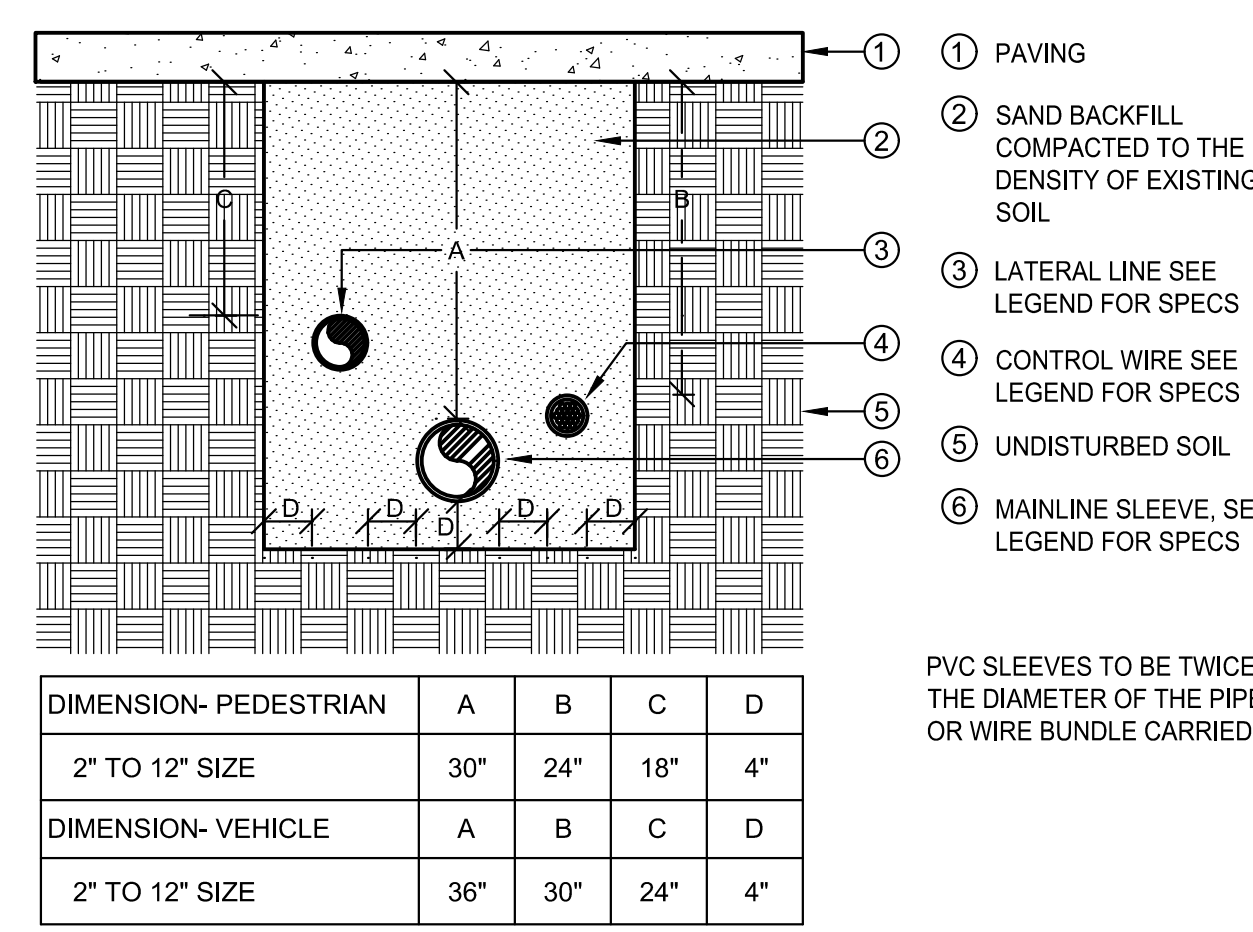 ① PAVING
② SAND BACKFILL
COMPACTED TO THE
DENSITY OF EXISTING
SOIL
③ LATERAL LINE SEE
LEGEND FOR SPECS
④ CONTROL WIRE SEE
LEGEND FOR SPECS
⑤ UNDISTURBED SOIL
⑥ MAINLINE SLEEVE, SE
LEGEND FOR SPECS
PVC SLEEVES TO BE TWICE
THE DIAMETER OF THE PIPE
OR WIRE BUNDLE CARRIED
①
②
③
④
⑤
⑥
C
A
B
D D D D D
DIMENSION- PEDESTRIAN A B C D
2" TO 12" SIZE 30" 24" 18" 4"
DIMENSION- VEHICLE A B C D
2" TO 12" SIZE 36" 30" 24" 4"